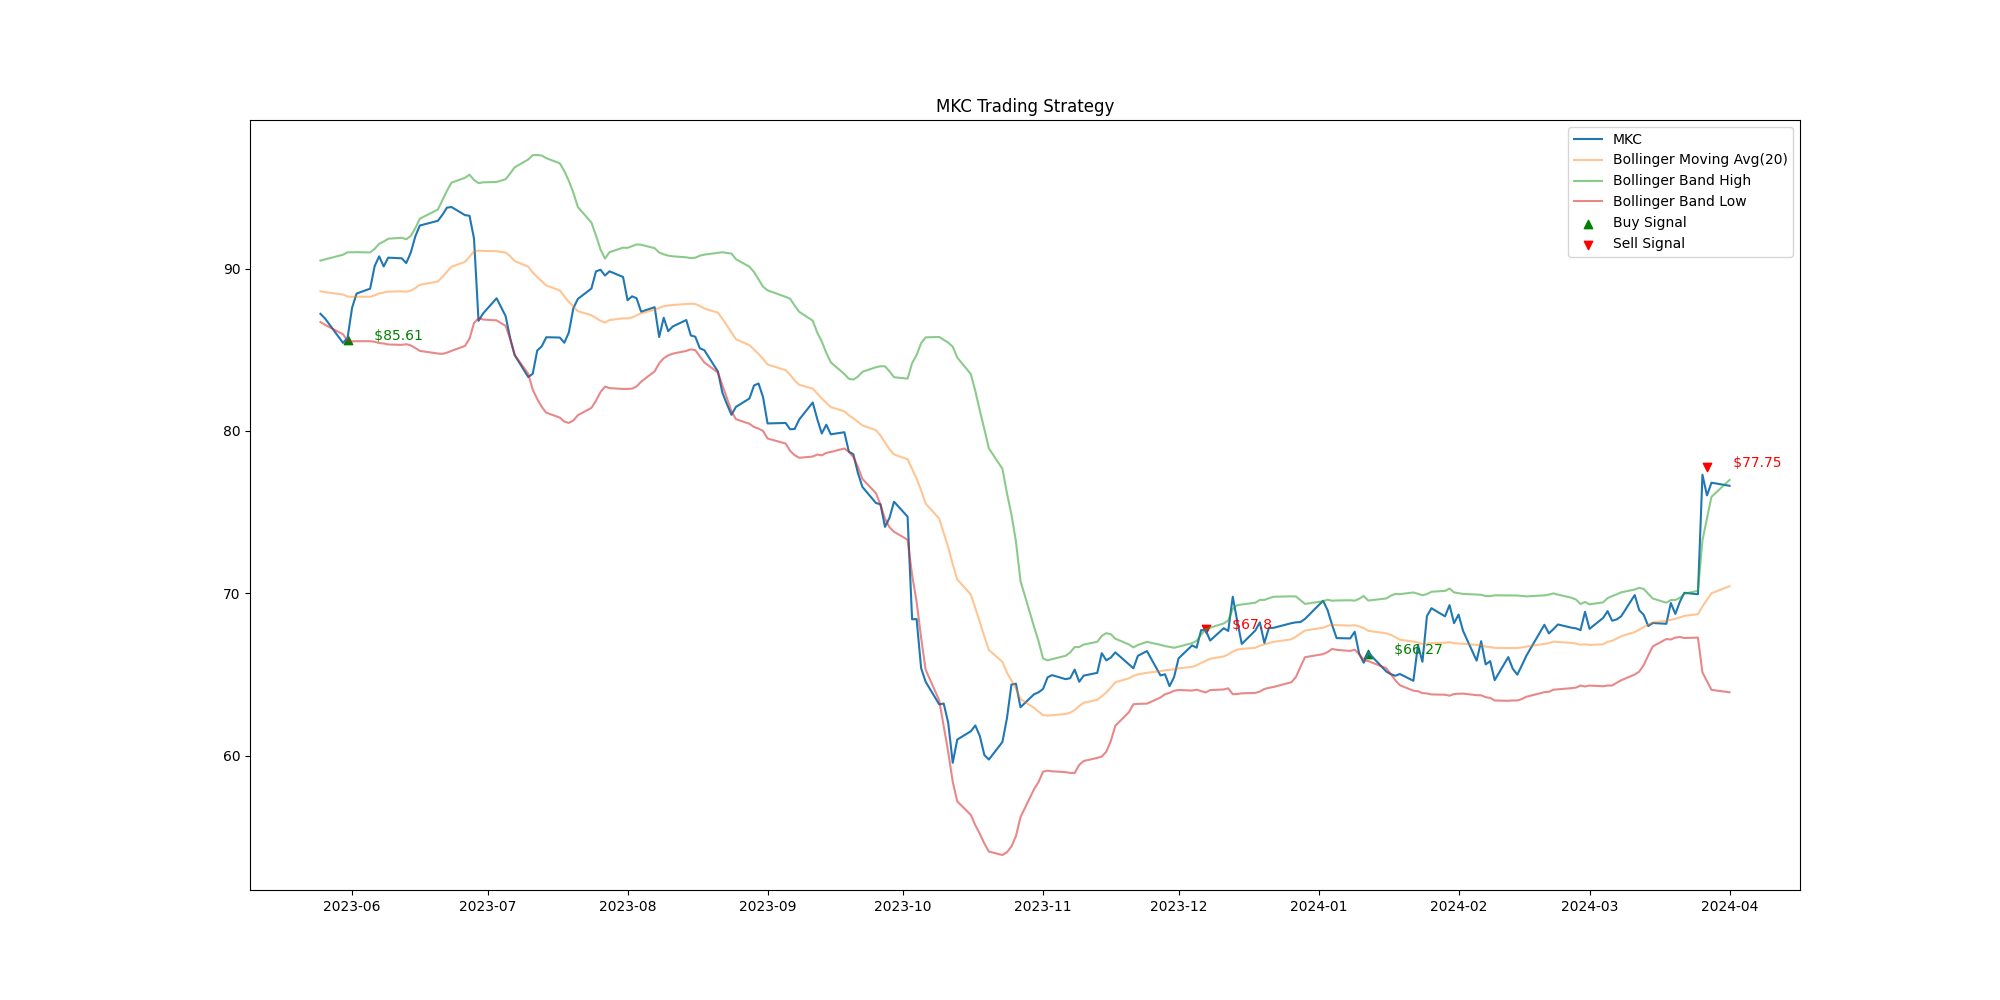 MKC Trading Strategy
MKC
Bollinger Moving Avg(20)
Bollinger Band High
Bollinger Band Low
Buy Signal
Sell Signal
90
80
70
60
$85.61
$67.8
$66.27
$77.75
2023-06 2023-07 2023-08 2023-09 2023-10 2023-11 2023-12 2024-01 2024-02 2024-03 2024-04